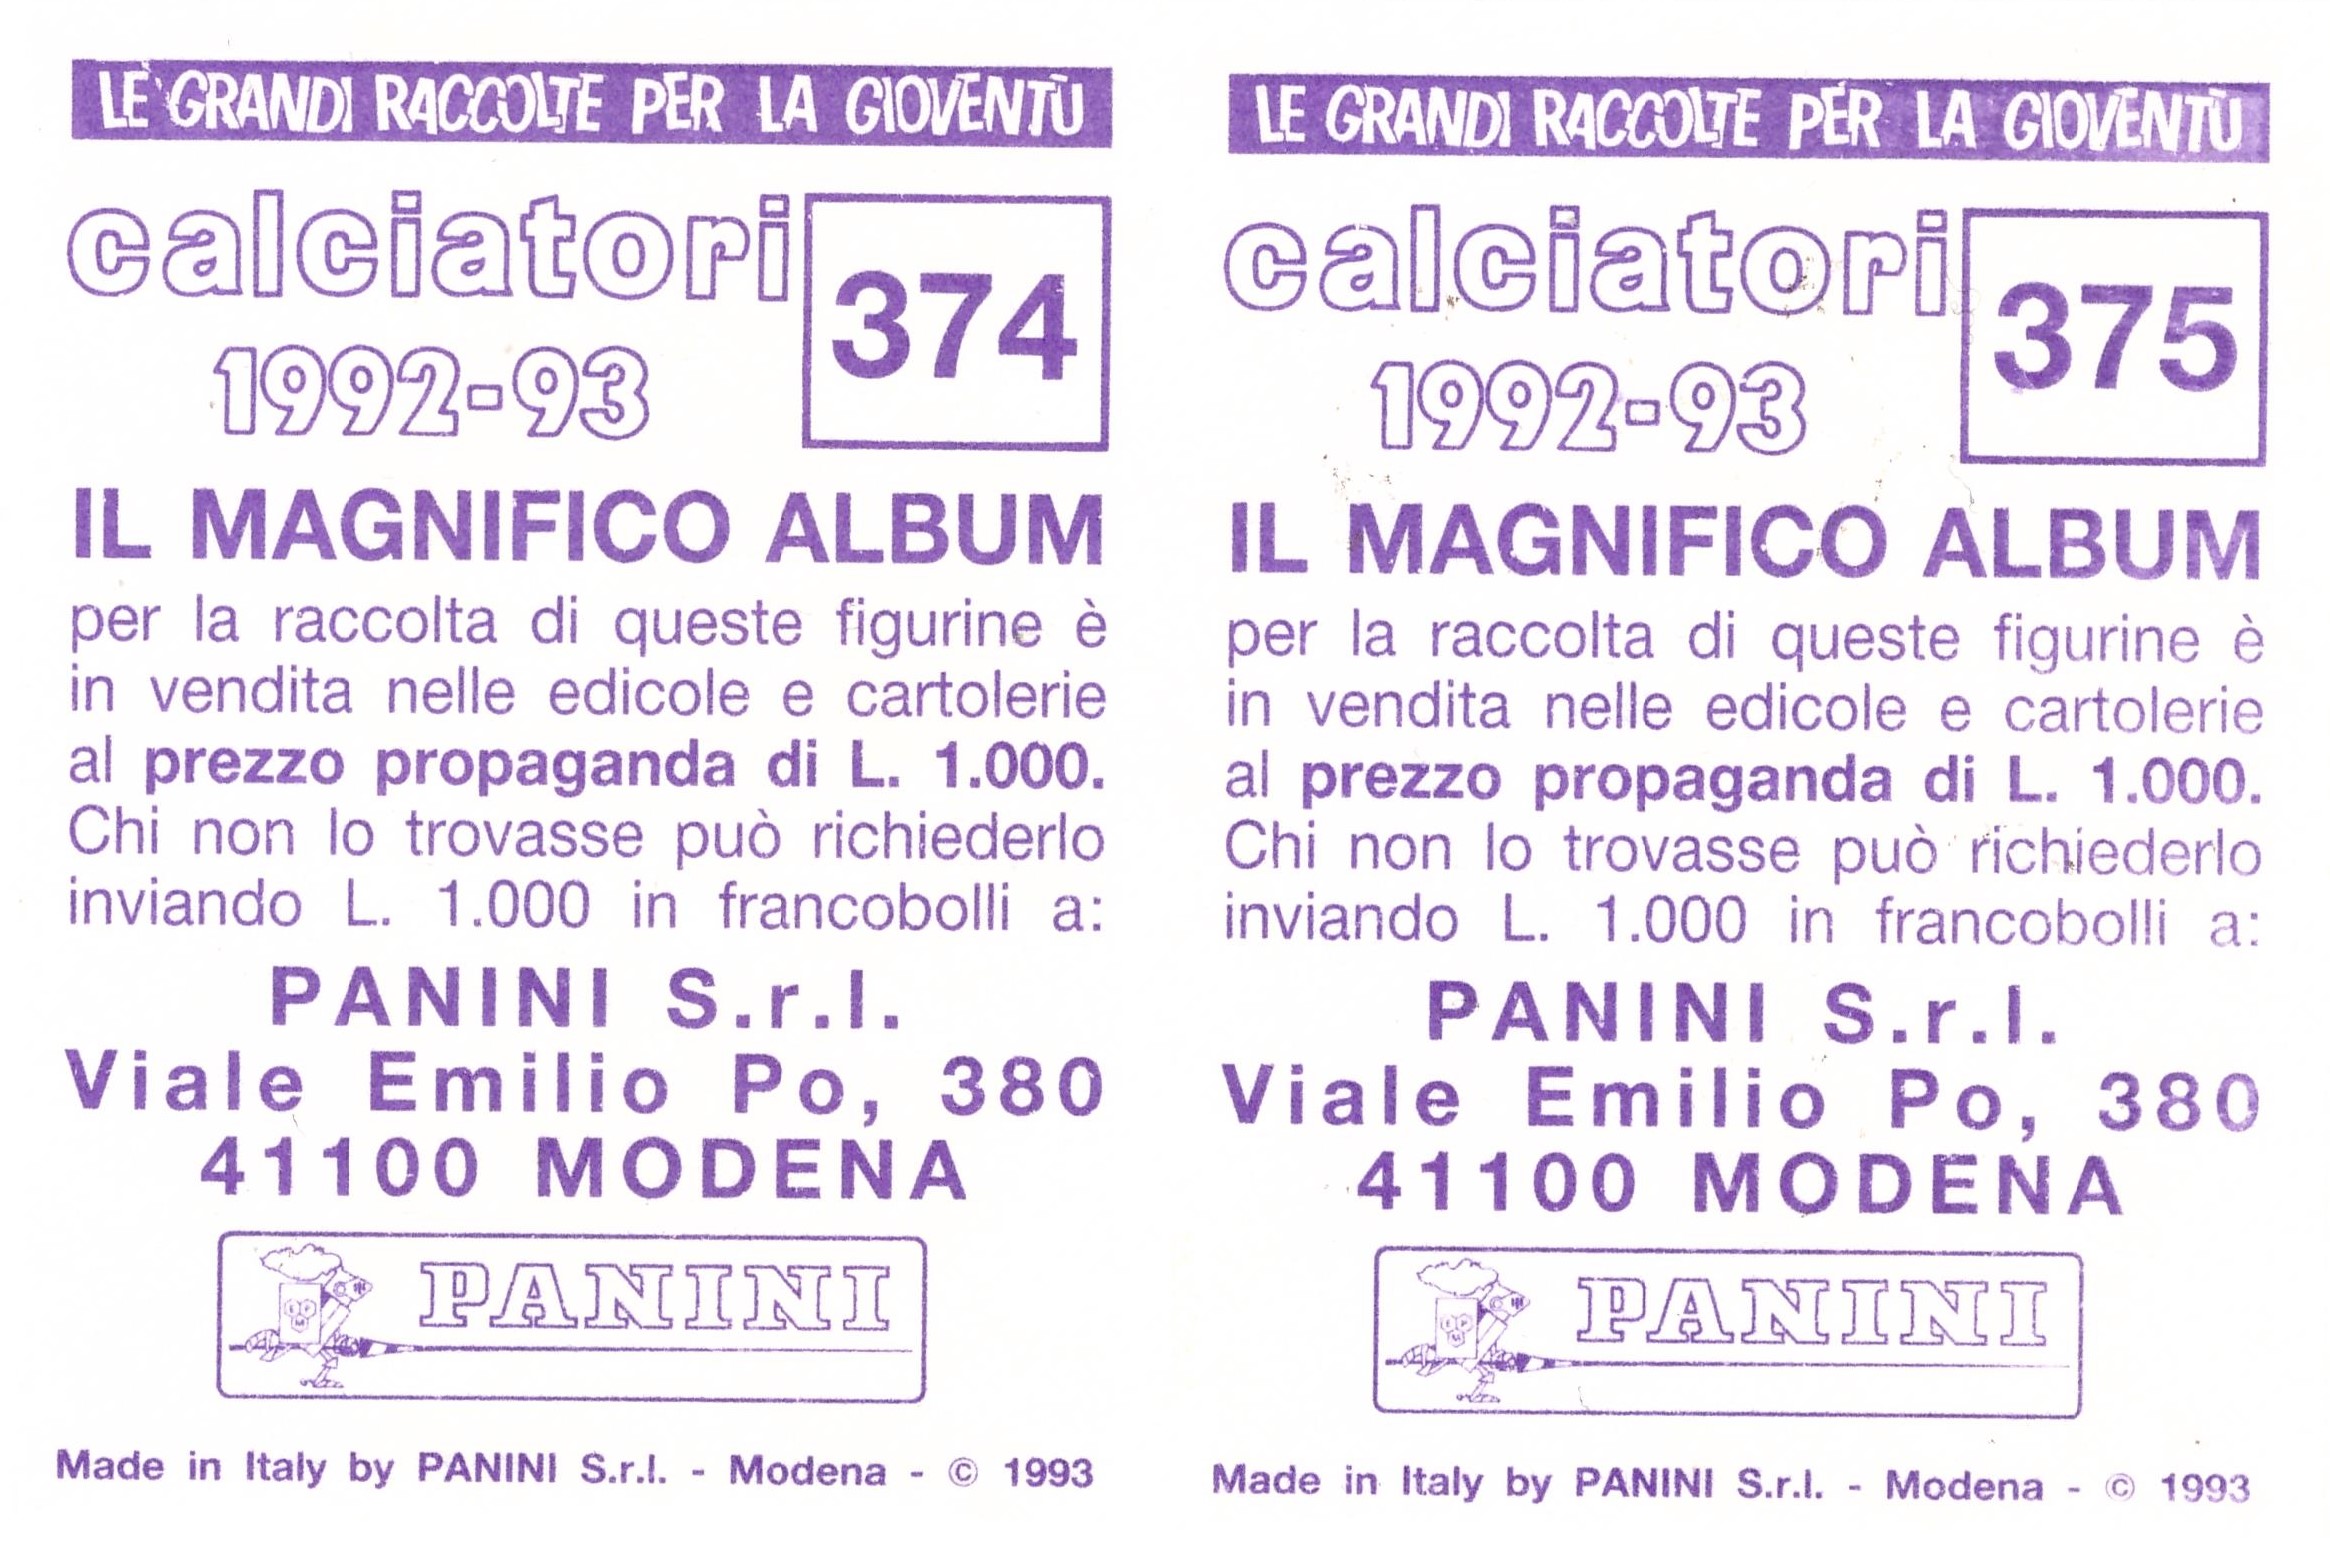 LE GRANDI RACCOLTE PER LA GIOVENTÙ
calciatori
374
1992-93
IL MAGNIFICO ALBUM
per la raccolta di queste figurine è
in vendita nelle edicole e cartolerie
al prezzo propaganda di L. 1.000.
Chi non lo trovasse può richiederlo
inviando L. 1.000 in francobolli a:
PANINI S.r.l.
Viale Emilio Po, 380
41100 MODENA
PANINI
Made in Italy by PANINI S.r.l. - Modena - © 1993
LE GRANDI RACCOLTE PER LA GIOVENTÙ
calciatori
375
1992-93
IL MAGNIFICO ALBUM
per la raccolta di queste figurine è
in vendita nelle edicole e cartolerie
al prezzo propaganda di L. 1.000.
Chi non lo trovasse può richiederlo
inviando L. 1.000 in francobolli a:
PANINI S.r.l.
Viale Emilio Po, 380
41100 MODENA
PANINI
Made in Italy by PANINI S.r.l. - Modena - © 1993